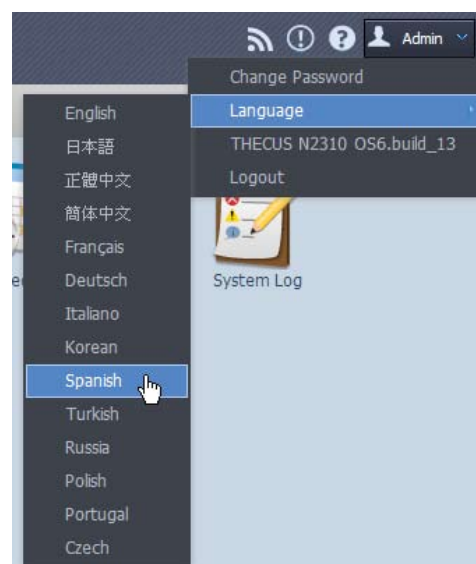 Admin
Change Password
Language
THECUS N2310 OS6.build_13
Logout
English
日本語
正體中文
簡体中文
Français
Deutsch
Italiano
Korean
Spanish
Turkish
Russia
Polish
Portugal
Czech
System Log